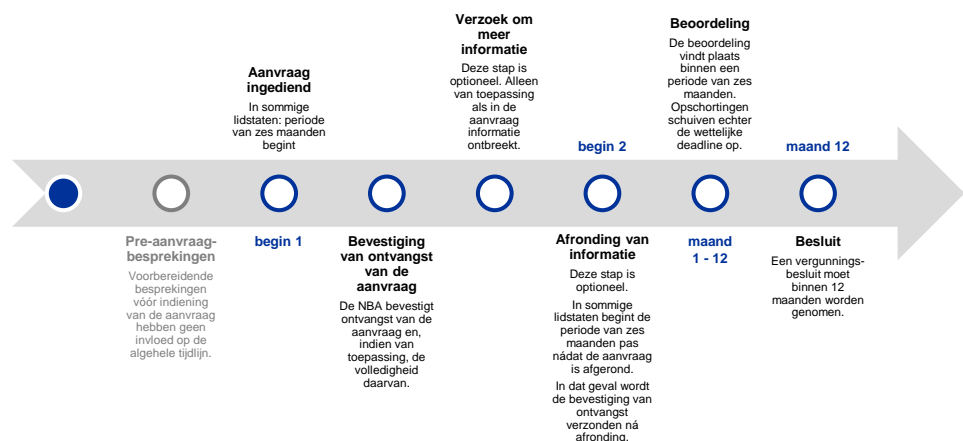 Pre-aanvraag-
besprekingen
Voorbereidende
besprekingen
vóór indiening
van de aanvraag
hebben geen
invloed op de
algehele tijdlijn.
Aanvraag
ingediend
In sommige
lidstaten: periode
van zes maanden
begint
begin 1
Bevestiging
van ontvangst
van de
aanvraag
De NBA bevestigt
ontvangst van de
aanvraag en,
indien van
toepassing, de
volledigheid
daarvan.
Verzoek om
meer
informatie
Deze stap is
optioneel. Alleen
van toepassing
als in de
aanvraag
informatie
ontbreekt.
begin 2
Afronding van
informatie
Deze stap is
optioneel.
In sommige
lidstaten begint de
periode van zes
maanden pas
nádat de aanvraag
is afgerond.
In dat geval wordt
de bevestiging van
ontvangst
verzonden ná
afronding.
Beoordeling
De beoordeling
vindt plaats
binnen een
periode van zes
maanden.
Opschortingen
schuiven echter
de wettelijke
deadline op.
maand
1 - 12
maand 12
Besluit
Een vergunnings-
besluit moet
binnen 12
maanden worden
genomen.